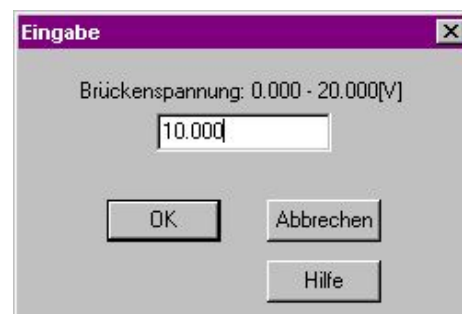 Eingabe
Brückenspannung: 0.000 - 20.000[V]
10.000
OK Abbrechen
Hilfe